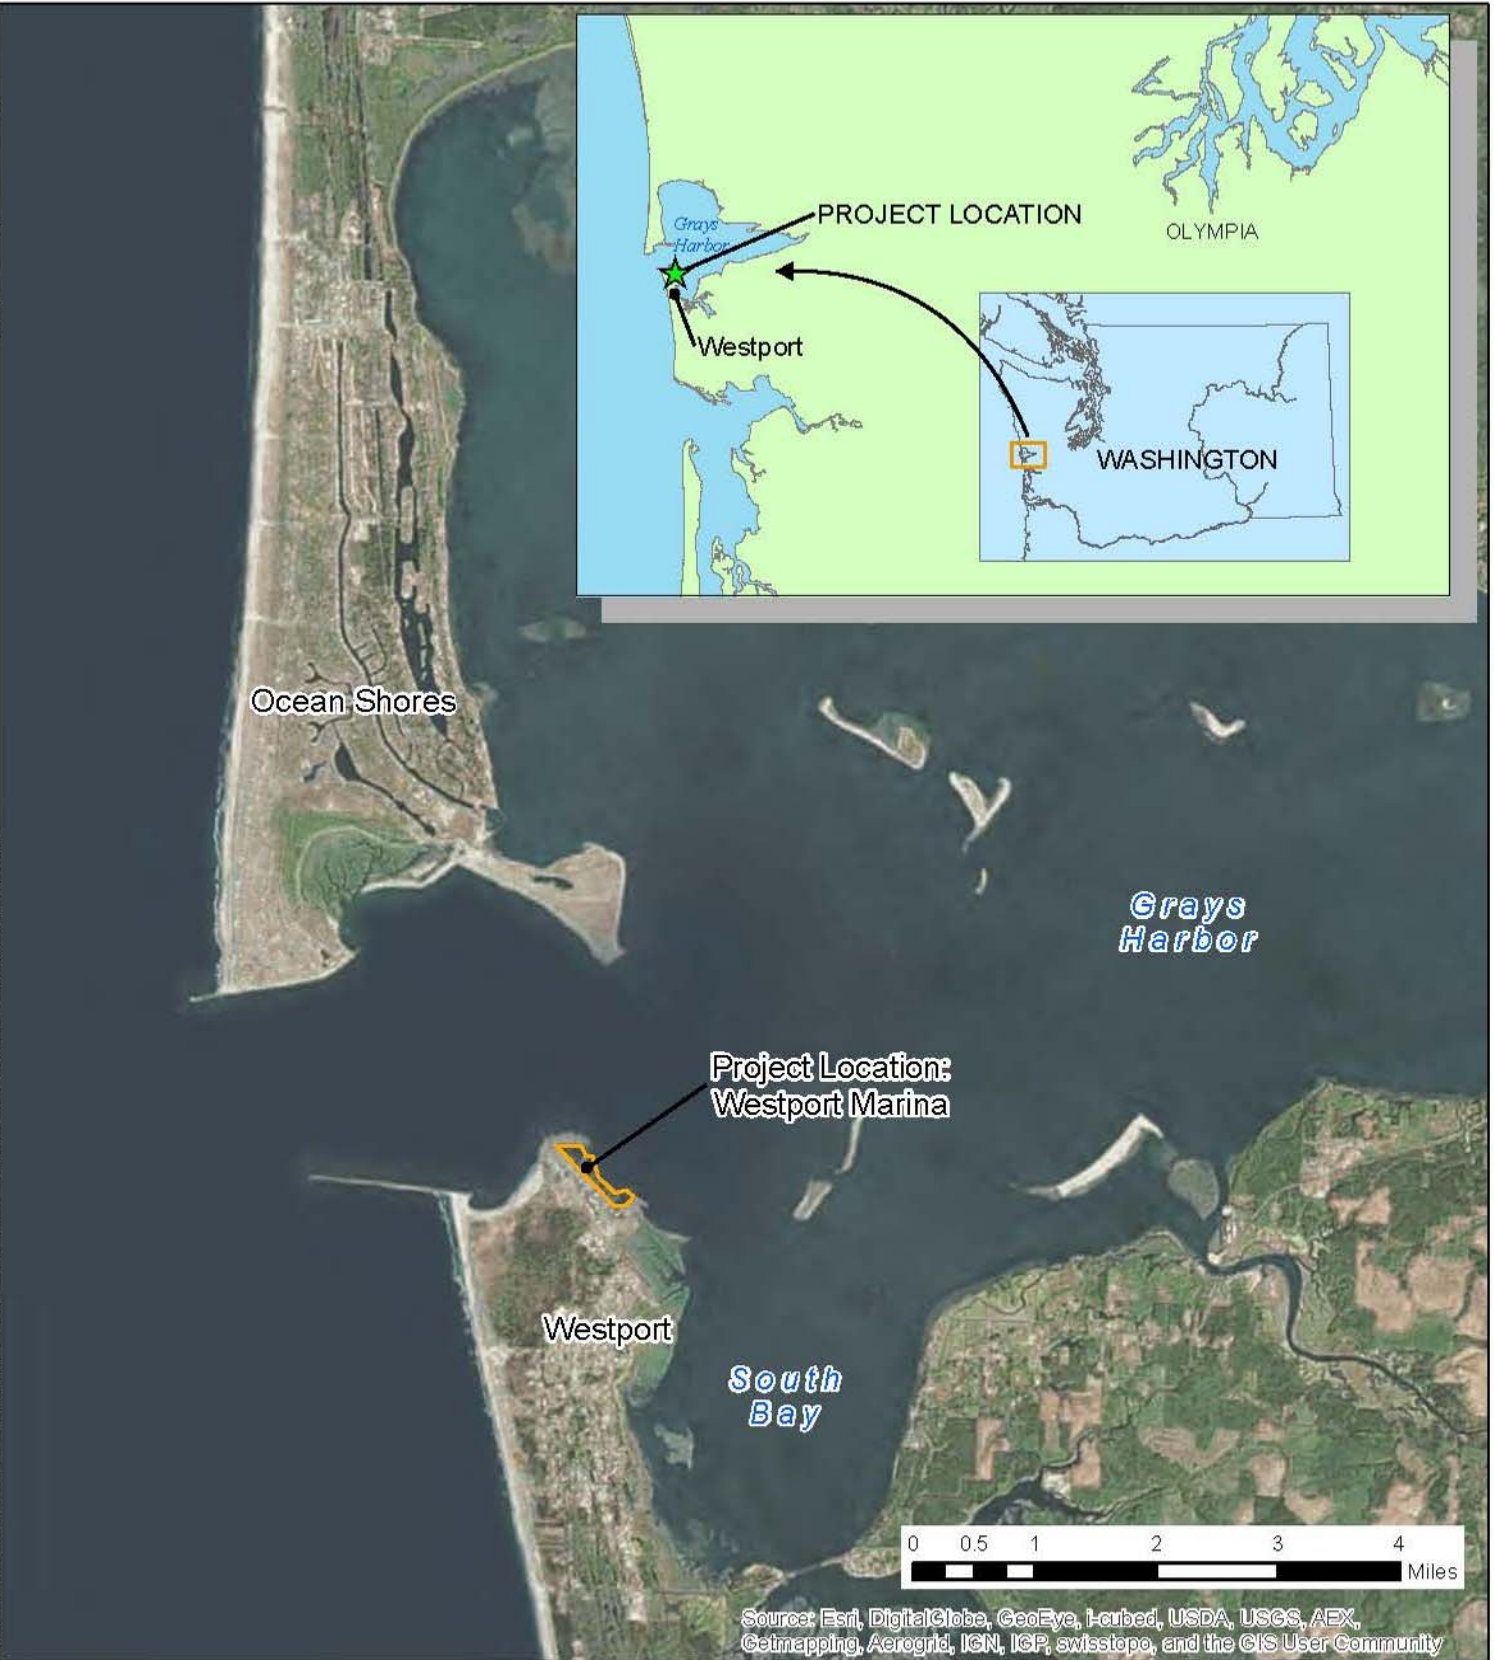 Grays
Harbor
PROJECT LOCATION
OLYMPIA
Westport
WASHINGTON
Ocean Shores
Grays
Harbor
Project Location:
Westport Marina
Westport
South
Bay
0 0.5 1 2 3 4
Miles
Source: Esri, DigitalGlobe, GeoEye, i-cubed, USDA, USGS, AEX,
Getmapping, Aerogrid, IGN, IGP, swisstopo, and the GIS User Community